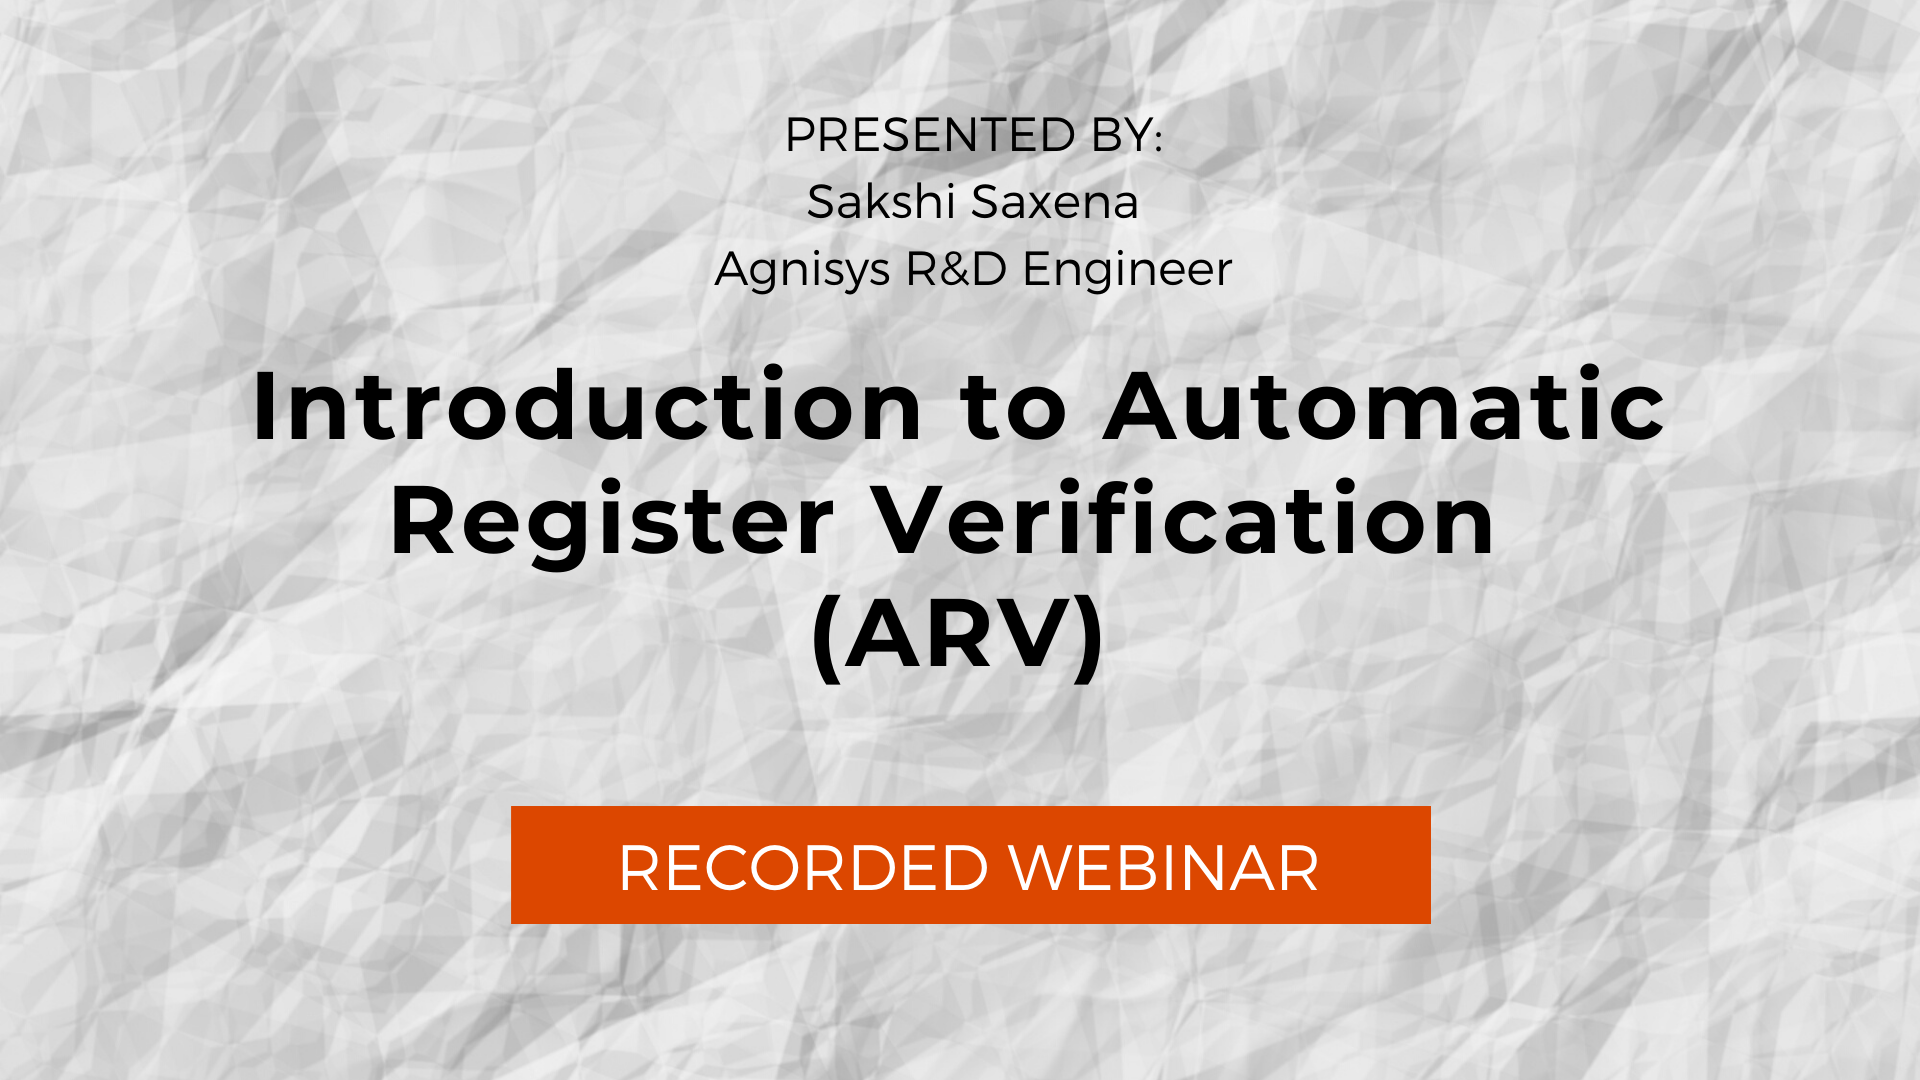 PRESENTED BY:
Sakshi Saxena
Agnisys R&D Engineer
Introduction to Automatic
Register Verification
(ARV)
RECORDED WEBINAR